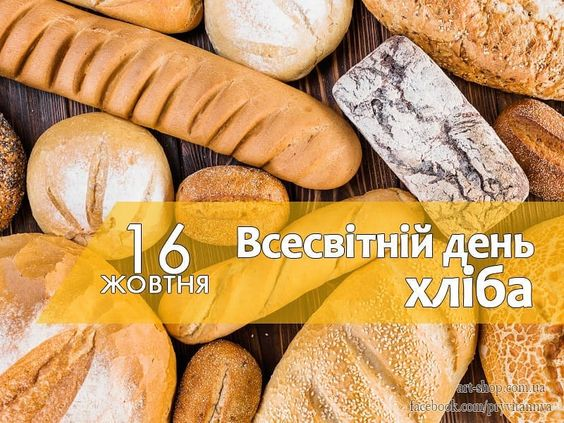 16
ЖОВТНЯ
Всесвітній день
хліба
art-shop.com.ua
facebook.com/pryvitannya